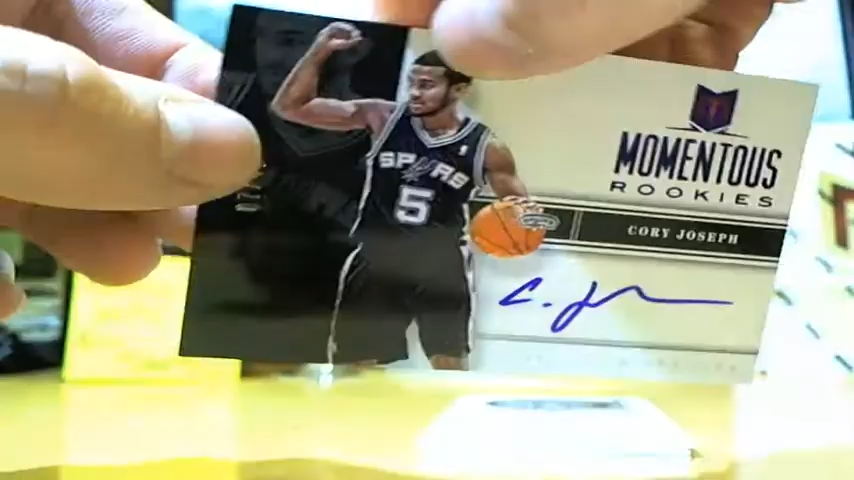 MOMENTOUS
ROOKIES
CORY JOSEPH
SPURS
5
C. J